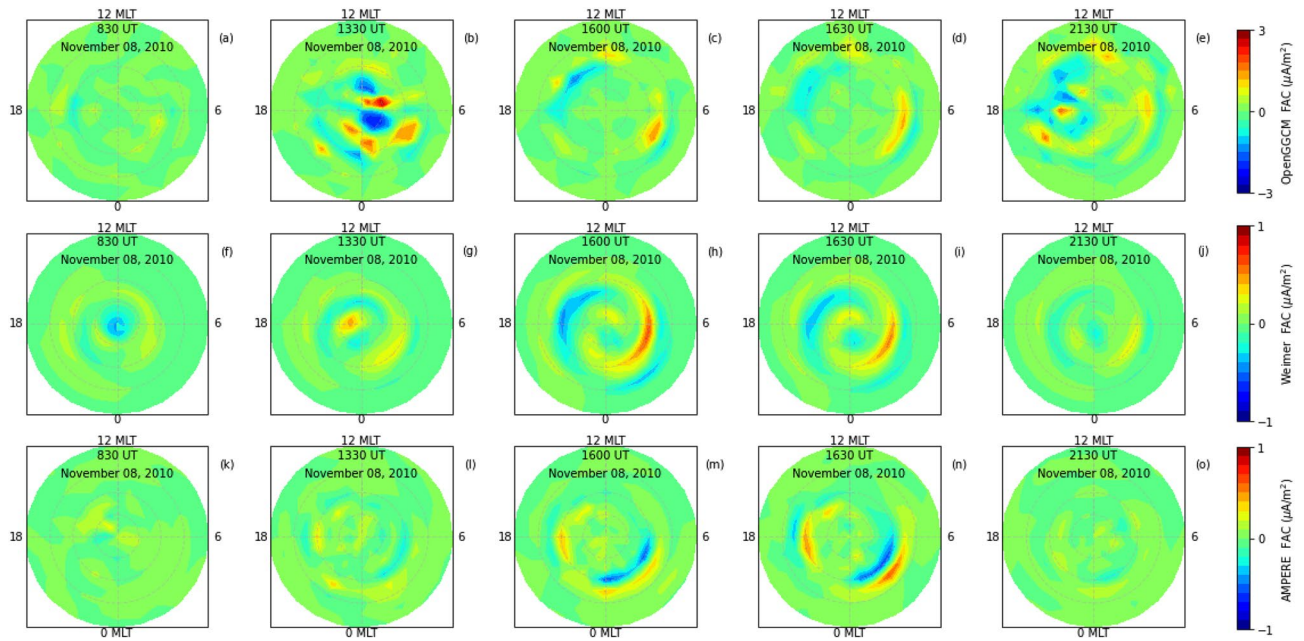 12 MLT
830 UT
November 08, 2010
(a)
18
6
0
12 MLT
1330 UT
November 08, 2010
(b)
18
6
0
12 MLT
1600 UT
November 08, 2010
(c)
18
6
0
12 MLT
1630 UT
November 08, 2010
(d)
18
6
0
12 MLT
2130 UT
November 08, 2010
(e)
18
6
0
3
0
−3
OpenGGCM FAC (μA/m²)
12 MLT
830 UT
November 08, 2010
(f)
18
6
0
12 MLT
1330 UT
November 08, 2010
(g)
18
6
0
12 MLT
1600 UT
November 08, 2010
(h)
18
6
0
12 MLT
1630 UT
November 08, 2010
(i)
18
6
0
12 MLT
2130 UT
November 08, 2010
(j)
18
6
0
1
0
−1
Weimer FAC (μA/m²)
12 MLT
830 UT
November 08, 2010
(k)
18
6
0 MLT
12 MLT
1330 UT
November 08, 2010
(l)
18
6
0 MLT
12 MLT
1600 UT
November 08, 2010
(m)
18
6
0 MLT
12 MLT
1630 UT
November 08, 2010
(n)
18
6
0 MLT
12 MLT
2130 UT
November 08, 2010
(o)
18
6
0 MLT
1
0
−1
AMPERE FAC (μA/m²)